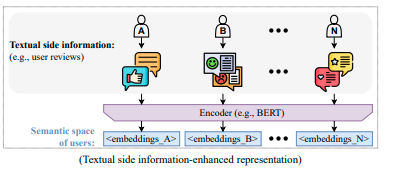 A B N
Textual side information:
(e.g., user reviews)
Encoder (e.g., BERT)
Semantic space
of users:
<embeddings_A> <embeddings_B> <embeddings_N>
(Textual side information-enhanced representation)